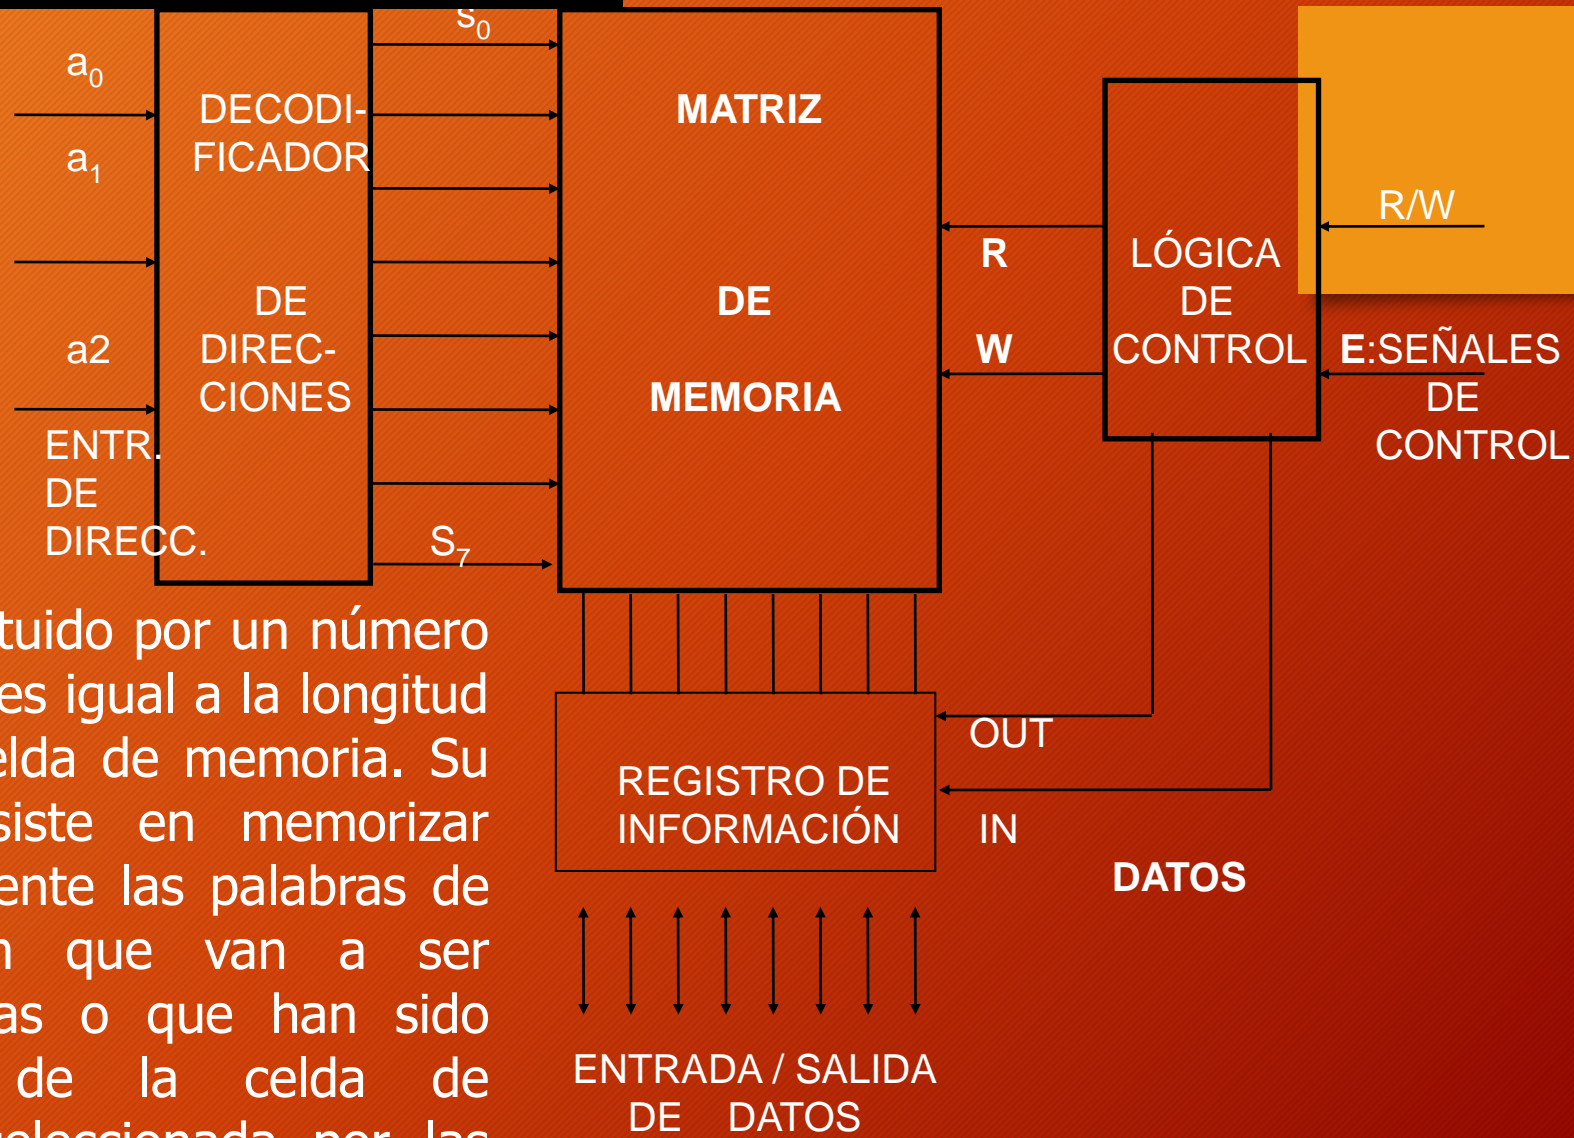 S₀
a₀
DECODI-
FICADOR
a₁
DE
DIREC-
CIONES
a2
ENTR.
DE
DIRECC.
S₇
MATRIZ
DE
MEMORIA
R
W
LÓGICA
DE
CONTROL
R/W
E:SEÑALES
DE
CONTROL
tuido por un número
es igual a la longitud
elda de memoria. Su
siste en memorizar
ente las palabras de
n que van a ser
as o que han sido
de la celda de
seleccionada por las
OUT
REGISTRO DE
INFORMACIÓN
IN
DATOS
ENTRADA / SALIDA
DE DATOS